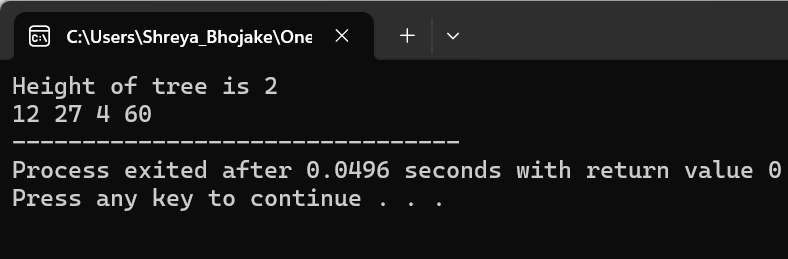 C:\Users\Shreya_Bhojake\One
Height of tree is 2
12 27 4 60
--------------------------------
Process exited after 0.0496 seconds with return value 0
Press any key to continue . . .